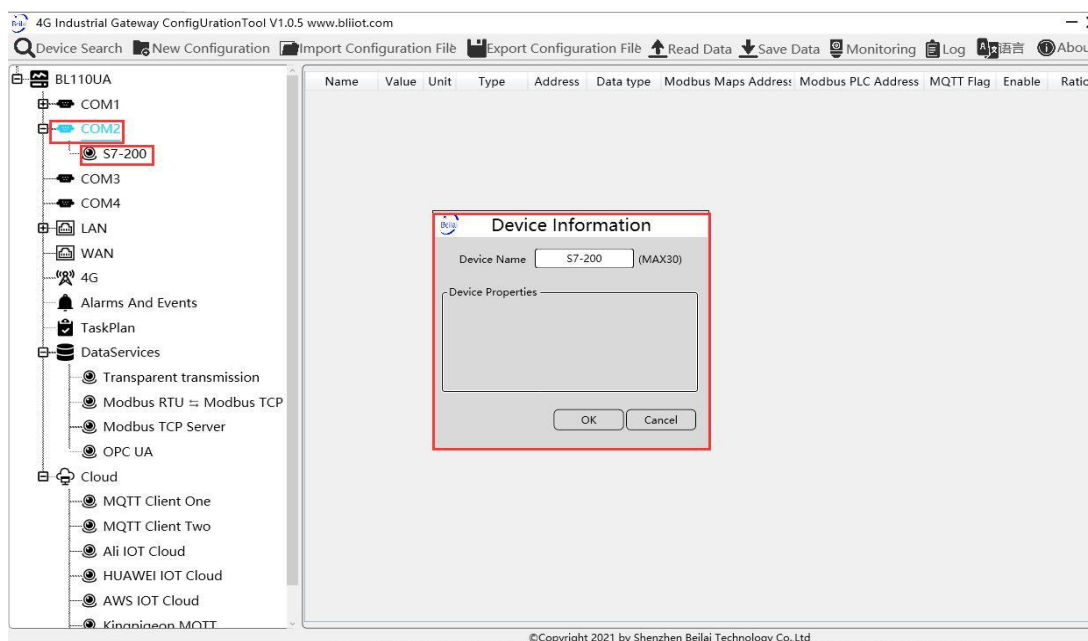 4G Industrial Gateway ConfigUrationTool V1.0.5 www.bliiot.com
Device Search New Configuration Import Configuration File Export Configuration File Read Data Save Data Monitoring Log 语言 Abou
BL110UA
Name Value Unit Type Address Data type Modbus Maps Address Modbus PLC Address MQTT Flag Enable Ratio
COM1
COM2
S7-200
COM3
COM4
LAN
WAN
4G
Alarms And Events
TaskPlan
DataServices
Transparent transmission
Modbus RTU ⇆ Modbus TCP
Modbus TCP Server
OPC UA
Cloud
MQTT Client One
MQTT Client Two
Ali IOT Cloud
HUAWEI IOT Cloud
AWS IOT Cloud
Kingpigeon MQTT
Beilai Device Information
Device Name S7-200 (MAX30)
Device Properties
OK Cancel
©Copyright 2021 by Shenzhen Beilai Technology Co.,Ltd